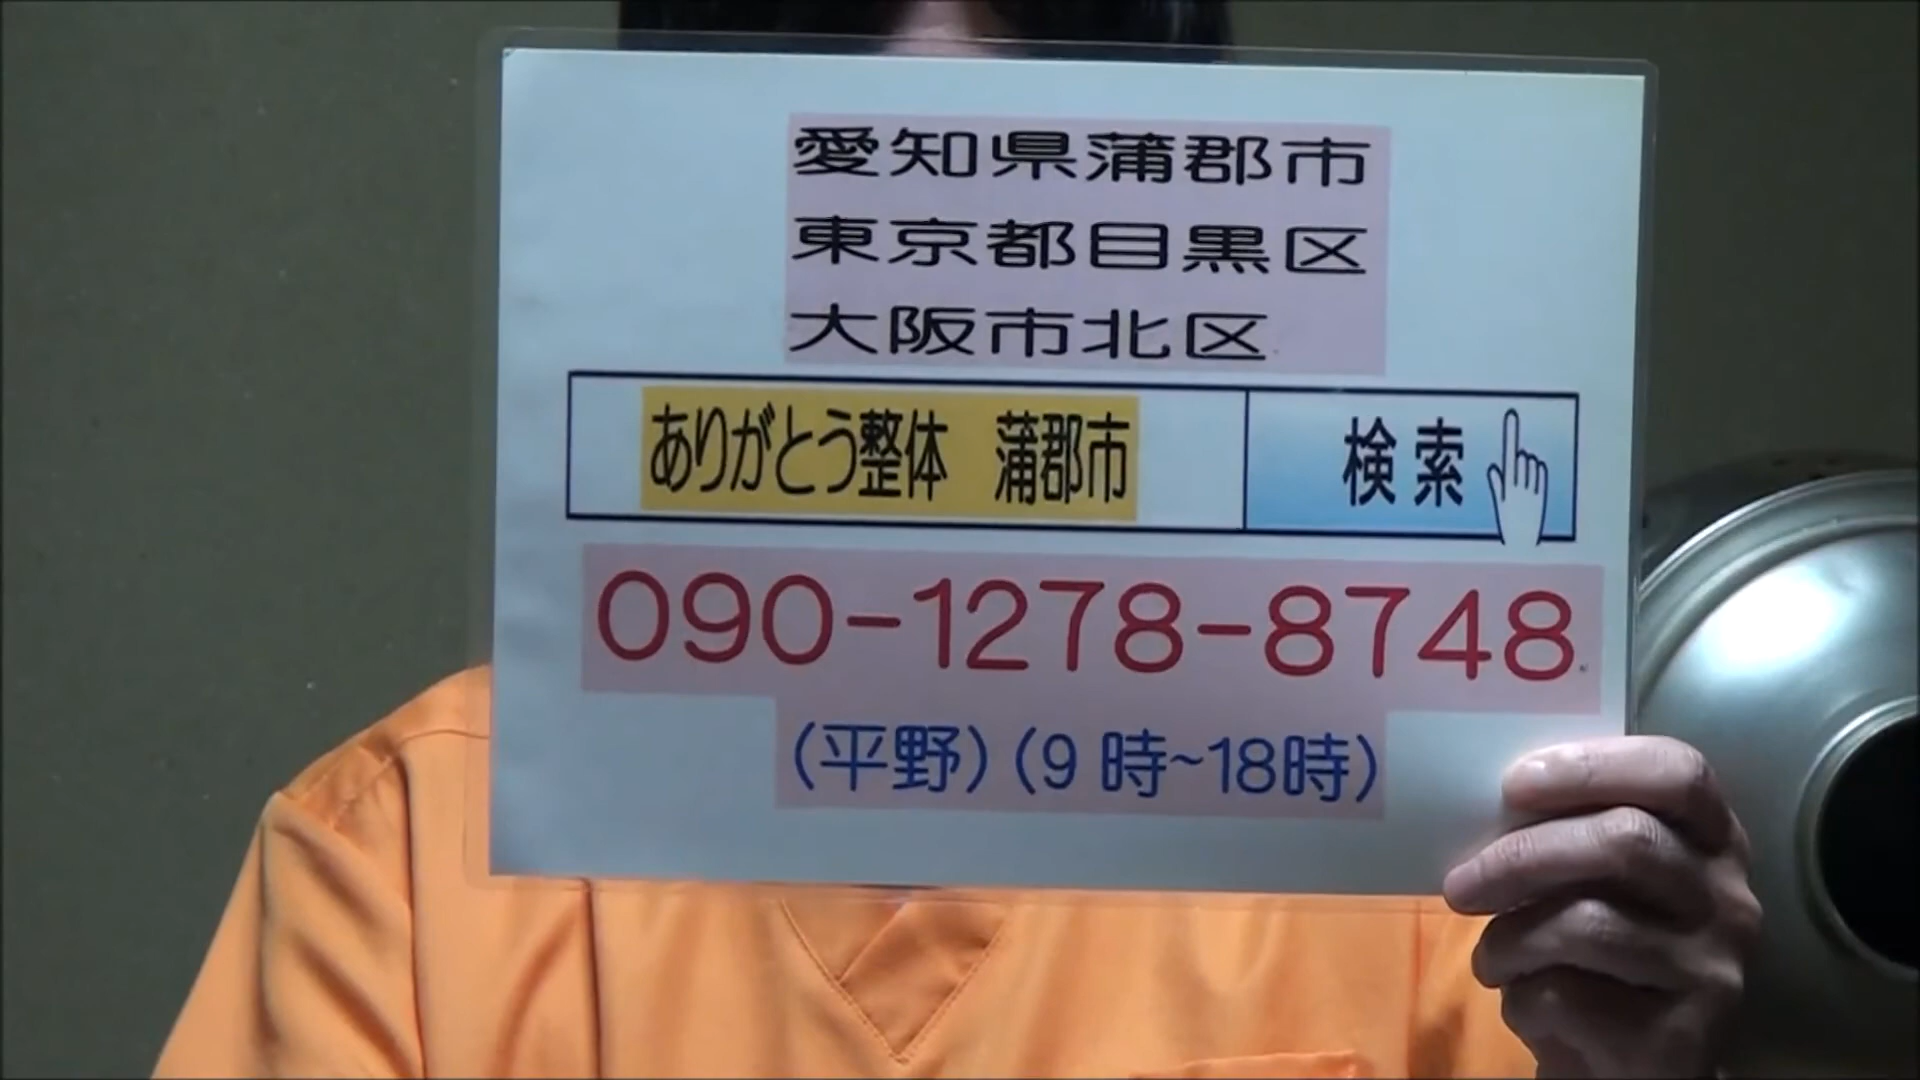 愛知県蒲郡市
東京都目黒区
大阪市北区
ありがとう整体　蒲郡市
検索
090-1278-8748
(平野)(9時~18時)